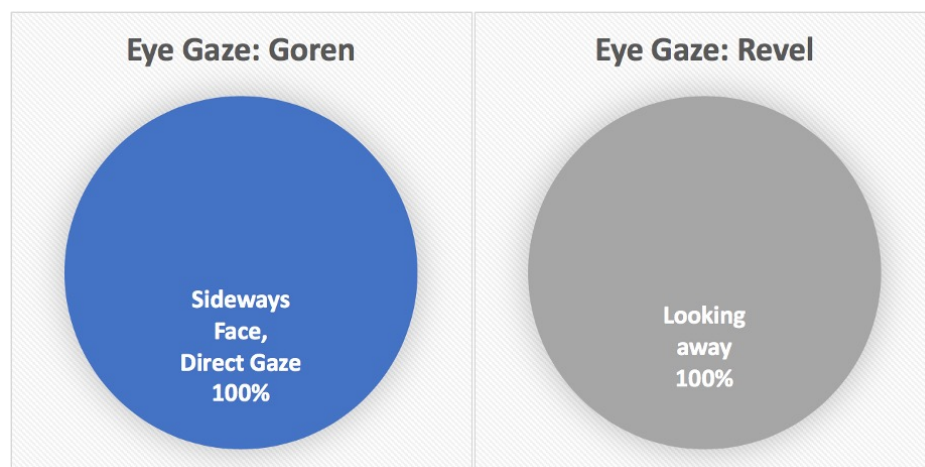 Eye Gaze: Goren
Sideways
Face,
Direct Gaze
100%
Eye Gaze: Revel
Looking
away
100%